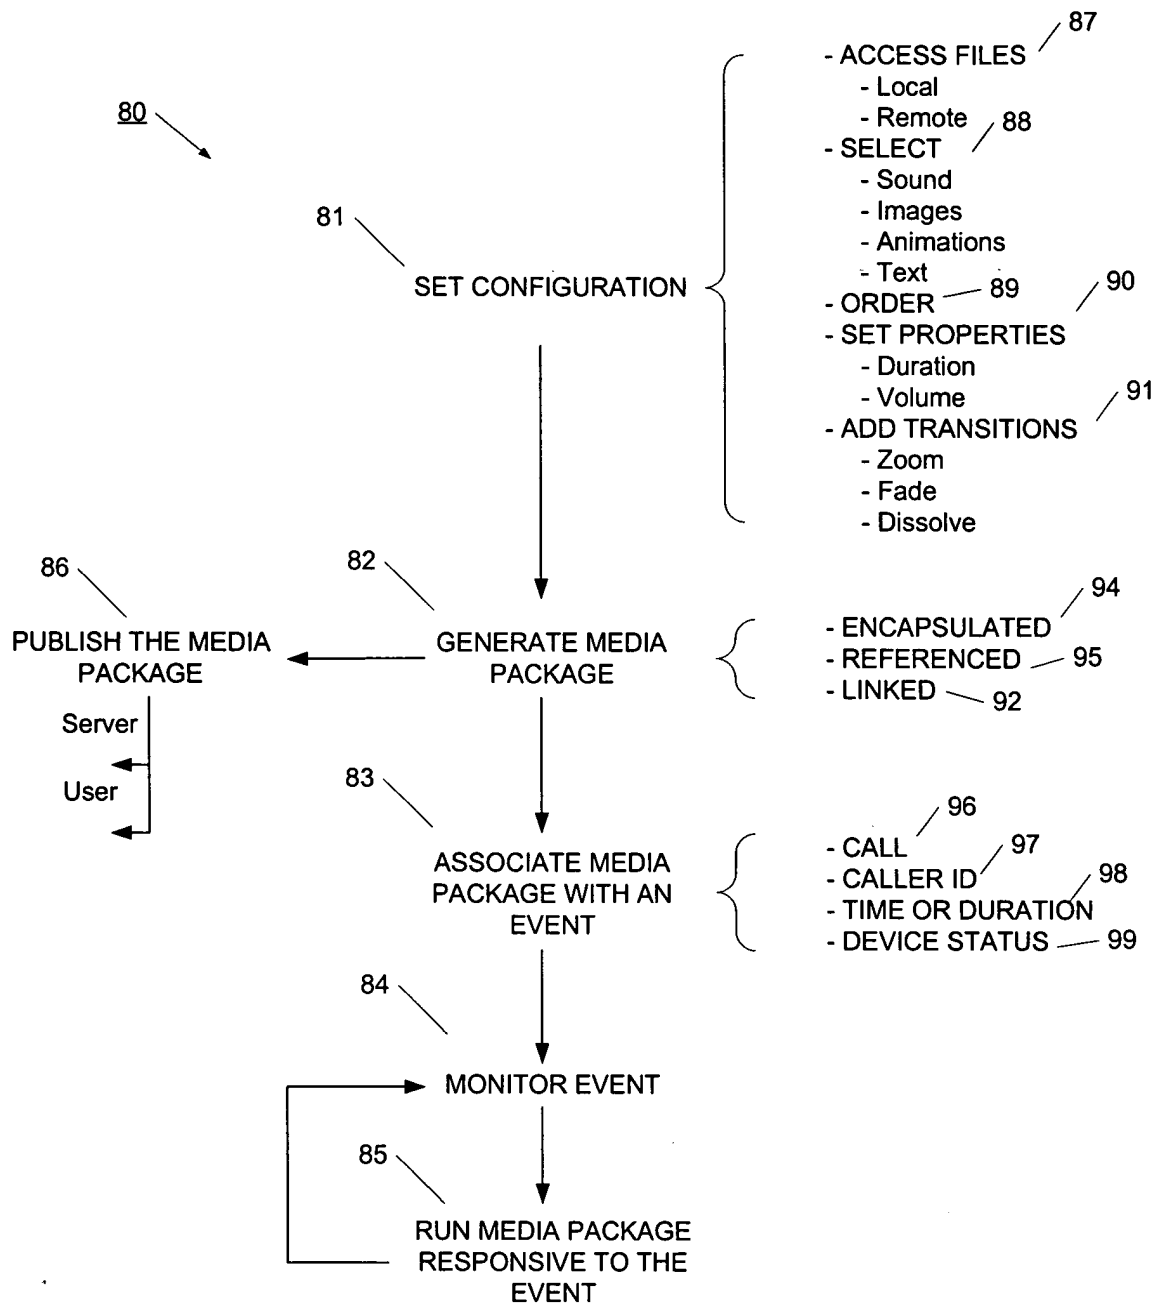 87
- ACCESS FILES
- Local
- Remote
80
88
- SELECT
- Sound
- Images
- Animations
- Text
81
SET CONFIGURATION
- ORDER
89
90
- SET PROPERTIES
- Duration
- Volume
91
- ADD TRANSITIONS
- Zoom
- Fade
- Dissolve
86
PUBLISH THE MEDIA
PACKAGE
Server
User
82
GENERATE MEDIA
PACKAGE
94
- ENCAPSULATED
- REFERENCED
95
- LINKED
92
83
ASSOCIATE MEDIA
PACKAGE WITH AN
EVENT
96
- CALL
97
- CALLER ID
98
- TIME OR DURATION
- DEVICE STATUS
99
84
MONITOR EVENT
85
RUN MEDIA PACKAGE
RESPONSIVE TO THE
EVENT